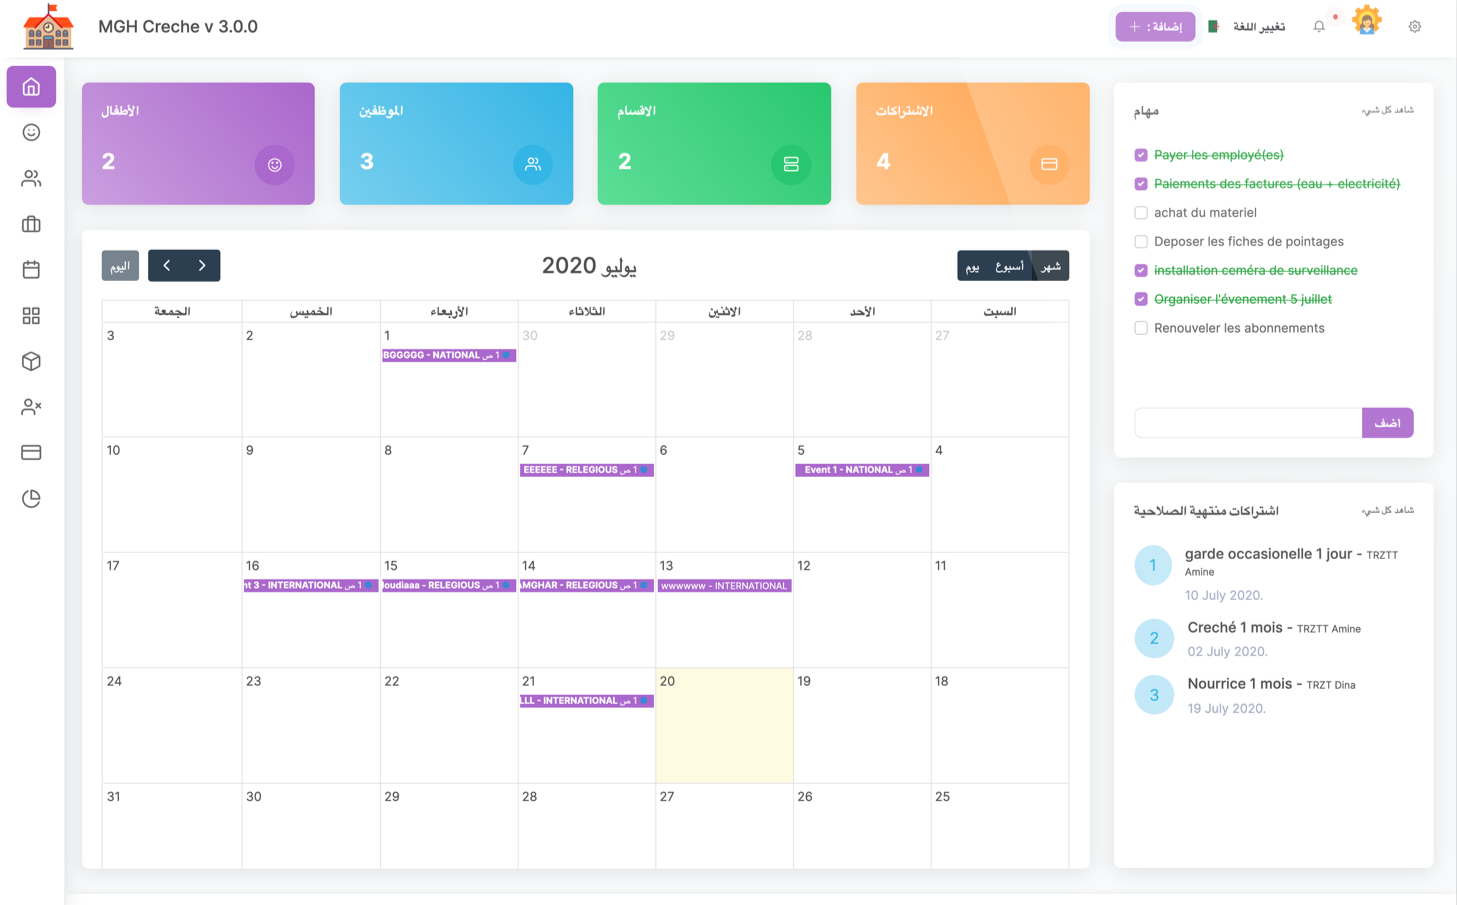 MGH Creche v 3.0.0
إضافة : +
تغيير اللغة
الأطفال
2
الموظفين
3
الاقسام
2
الاشتراكات
4
اليوم
يوليو 2020
شهر
أسبوع
يوم
السبت
الأحد
الاثنين
الثلاثاء
الأربعاء
الخميس
الجمعة
27
28
29
30
1
2
3
1 ص BGGGGG - NATIONAL
4
5
6
7
8
9
10
1 ص Event 1 - NATIONAL
1 ص EEEEEE - RELEGIOUS
11
12
13
14
15
16
17
wwwwww - INTERNATIONAL
1 ص AMGHAR - RELEGIOUS
1 ص loudiaaa - RELEGIOUS
1 ص nt 3 - INTERNATIONAL
18
19
20
21
22
23
24
1 ص LLL - INTERNATIONAL
25
26
27
28
29
30
31
مهام
شاهد كل شيء
Payer les employé(es)
Paiements des factures (eau + electricité)
achat du materiel
Deposer les fiches de pointages
installation ceméra de surveillance
Organiser l'évenement 5 juillet
Renouveler les abonnements
اضف
اشتراكات منتهية الصلاحية
شاهد كل شيء
1
garde occasionelle 1 jour - TRZTT
Amine
10 July 2020.
2
Creché 1 mois - TRZTT Amine
02 July 2020.
3
Nourrice 1 mois - TRZT Dina
19 July 2020.